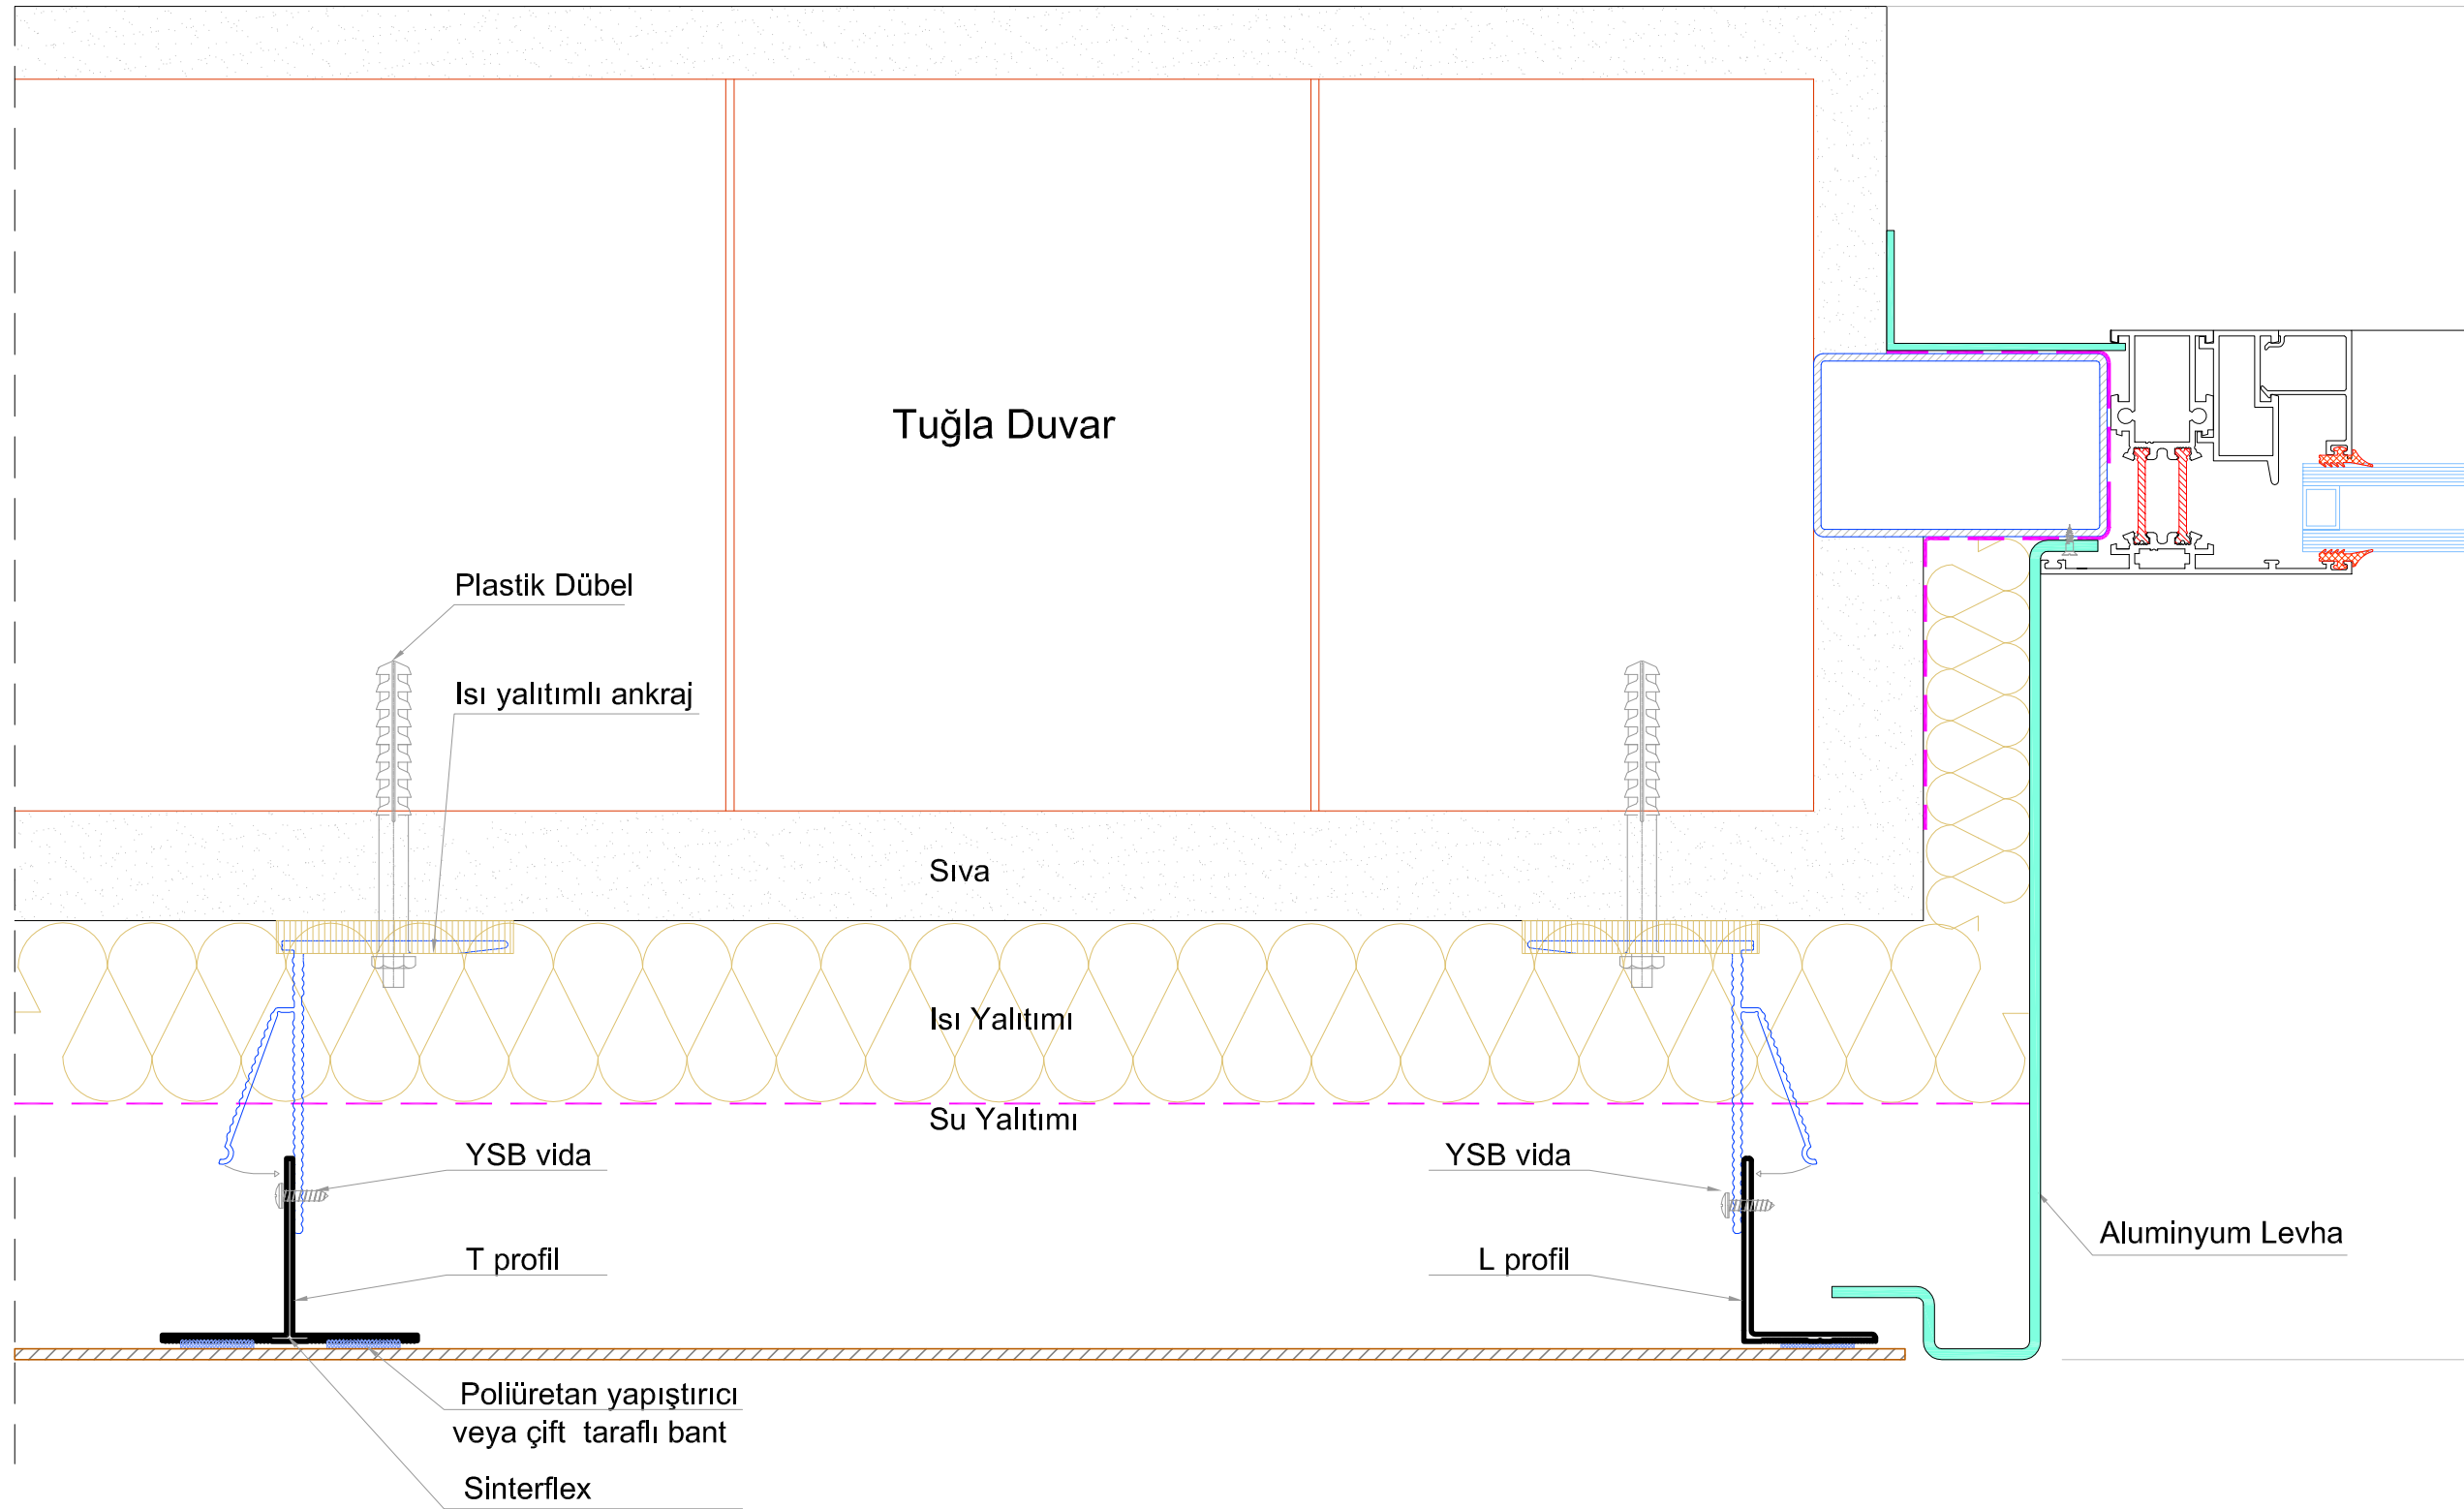 Tuğla Duvar
Plastik Dübel
Isı yalıtımlı ankraj
Sıva
Isı Yalıtımı
Su Yalıtımı
YSB vida
YSB vida
T profil
L profil
Aluminyum Levha
Poliüretan yapıştırıcı
veya çift taraflı bant
Sinterflex